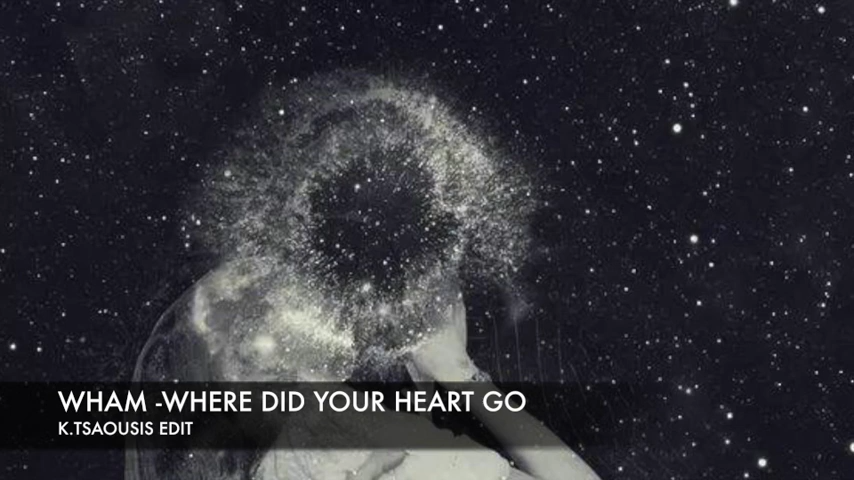 WHAM -WHERE DID YOUR HEART GO
K.TSAOUSIS EDIT